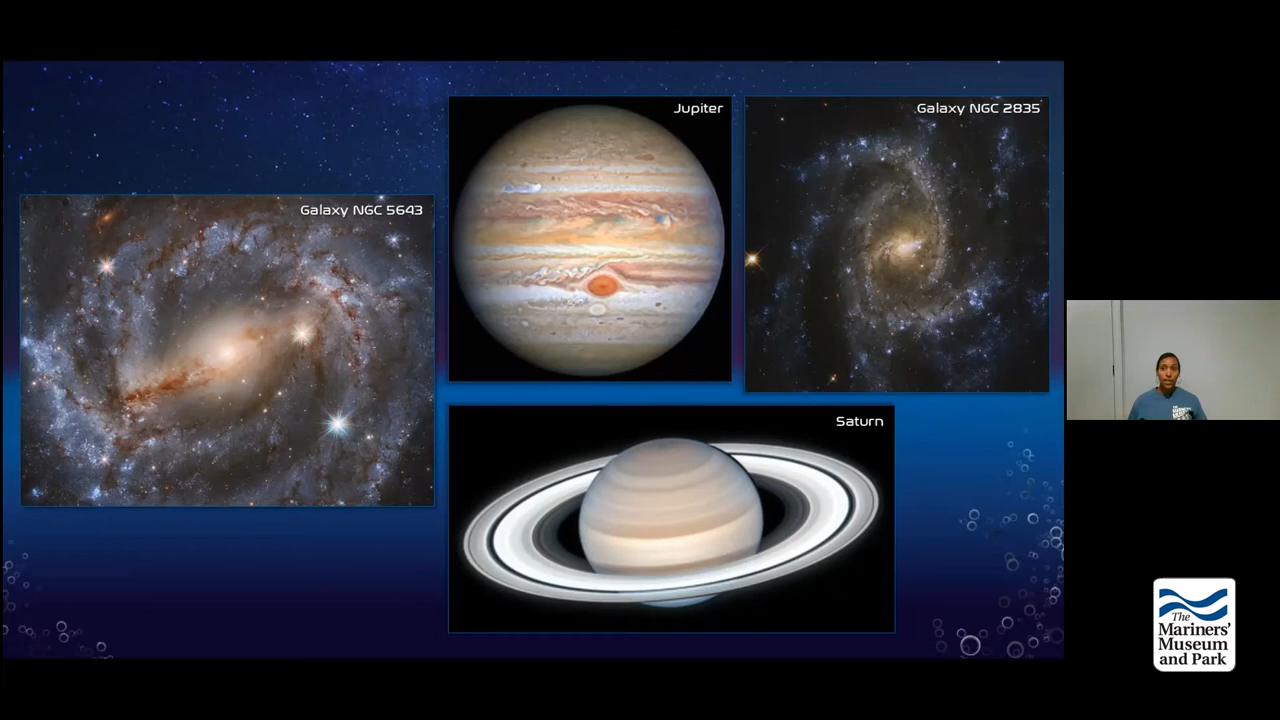 Jupiter
Galaxy NGC 2835
Galaxy NGC 5643
Saturn
The
Mariners'
Museum
and Park